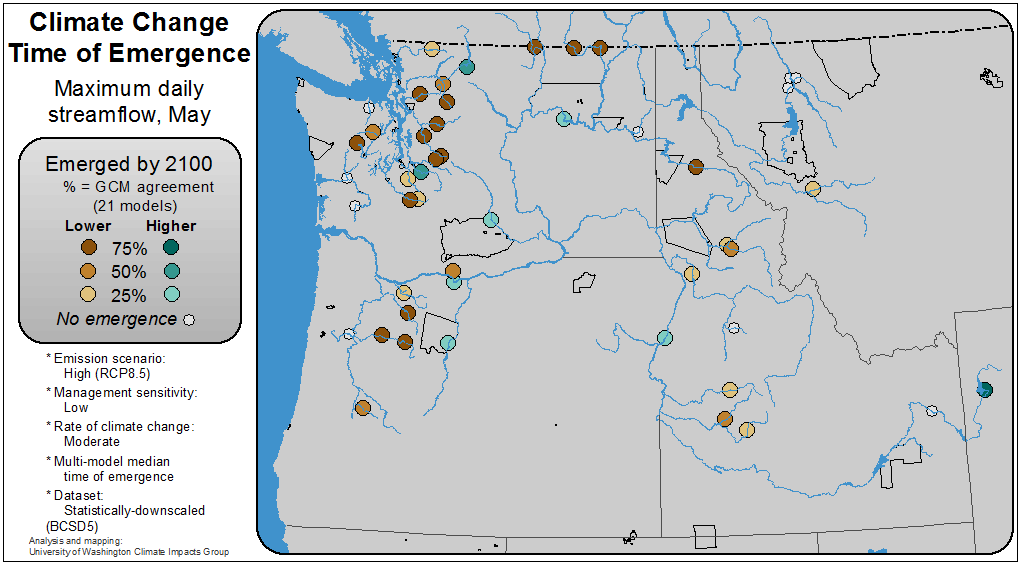 Climate Change
Time of Emergence
Maximum daily
streamflow, May
Emerged by 2100
% = GCM agreement
(21 models)
Lower Higher
75%
50%
25%
No emergence
* Emission scenario:
High (RCP8.5)
* Management sensitivity:
Low
* Rate of climate change:
Moderate
* Multi-model median
time of emergence
* Dataset:
Statistically-downscaled
(BCSD5)
Analysis and mapping:
University of Washington Climate Impacts Group